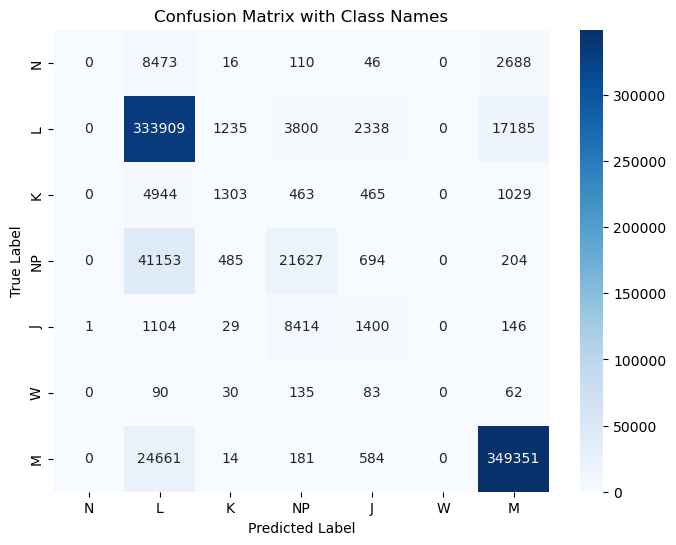 Confusion Matrix with Class Names
N 0 8473 16 110 46 0 2688
L 0 333909 1235 3800 2338 0 17185
K 0 4944 1303 463 465 0 1029
NP 0 41153 485 21627 694 0 204
J 1 1104 29 8414 1400 0 146
W 0 90 30 135 83 0 62
M 0 24661 14 181 584 0 349351
N L K NP J W M
Predicted Label
True Label
300000
250000
200000
150000
100000
50000
0